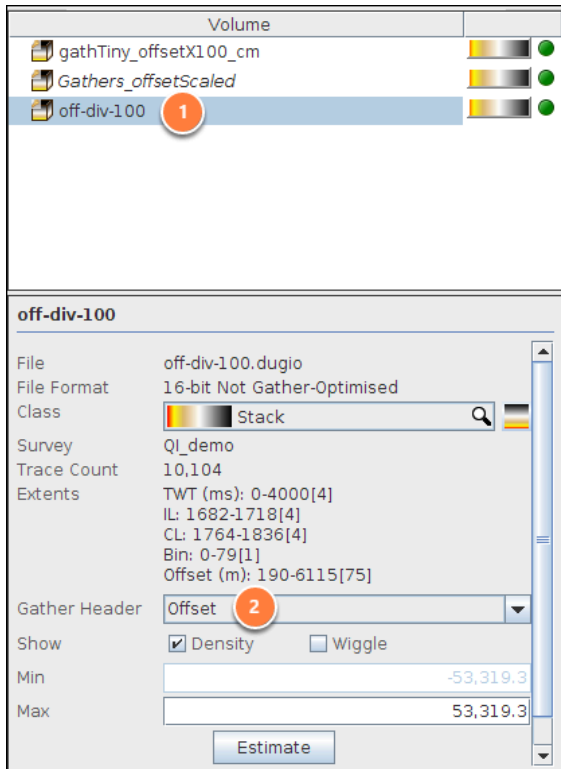 Volume
gathTiny_offsetX100_cm
Gathers_offsetScaled
off-div-100 1
off-div-100
File off-div-100.dugio
File Format 16-bit Not Gather-Optimised
Class Stack
Survey QI_demo
Trace Count 10,104
Extents TWT (ms): 0-4000[4]
IL: 1682-1718[4]
CL: 1764-1836[4]
Bin: 0-79[1]
Offset (m): 190-6115[75]
Gather Header Offset 2
Show Density Wiggle
Min -53,319.3
Max 53,319.3
Estimate